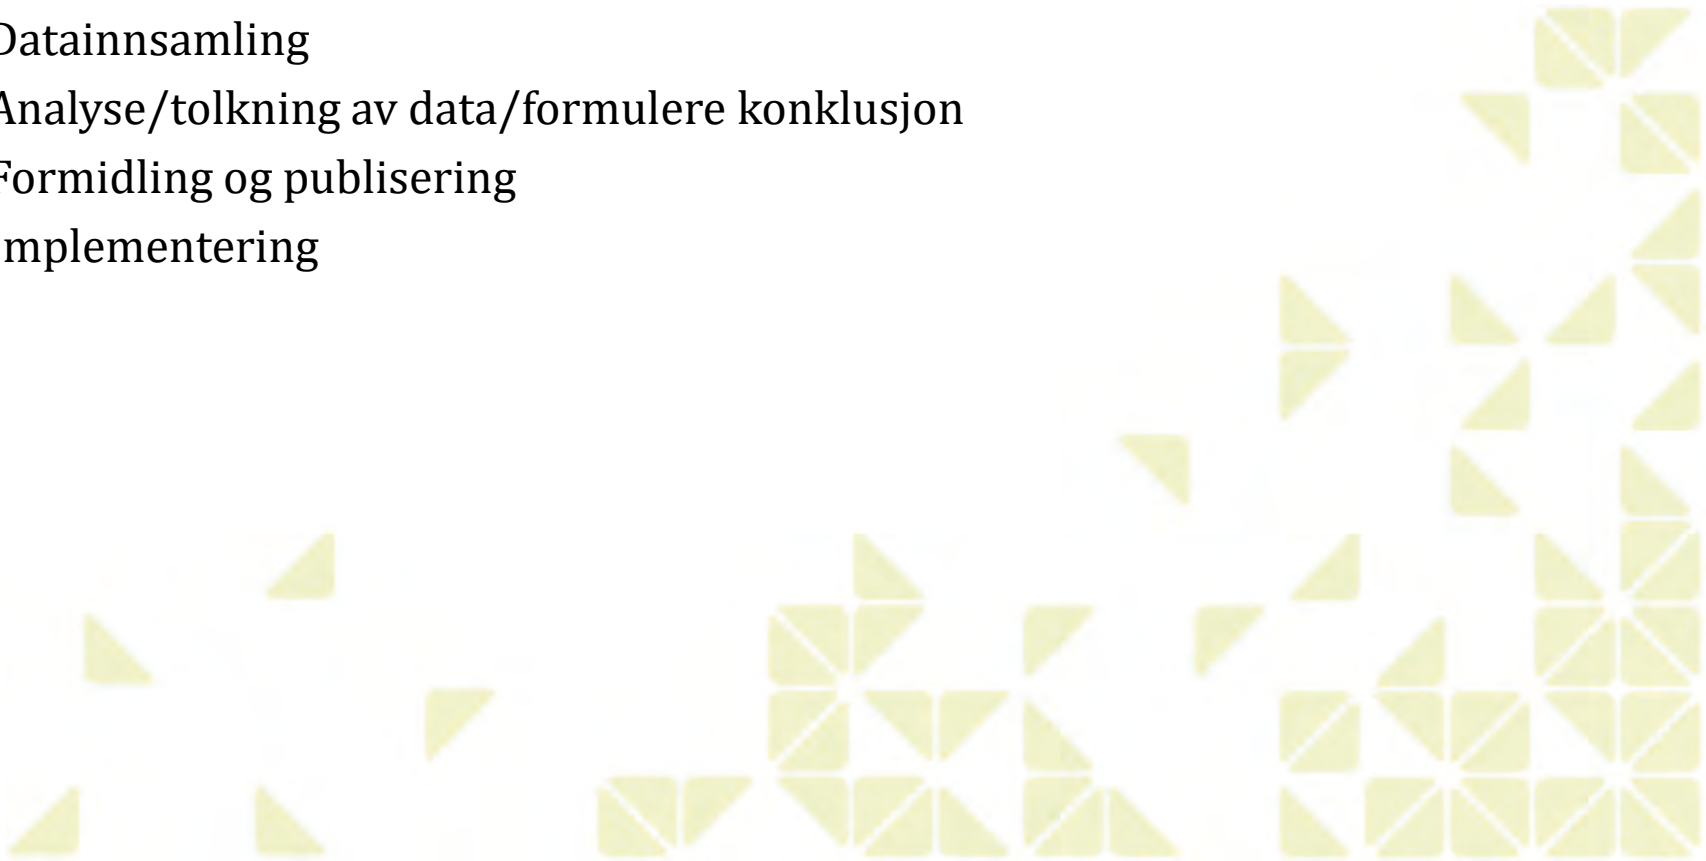 Datainnsamling
Analyse/tolkning av data/formulere konklusjon
Formidling og publisering
mplementering